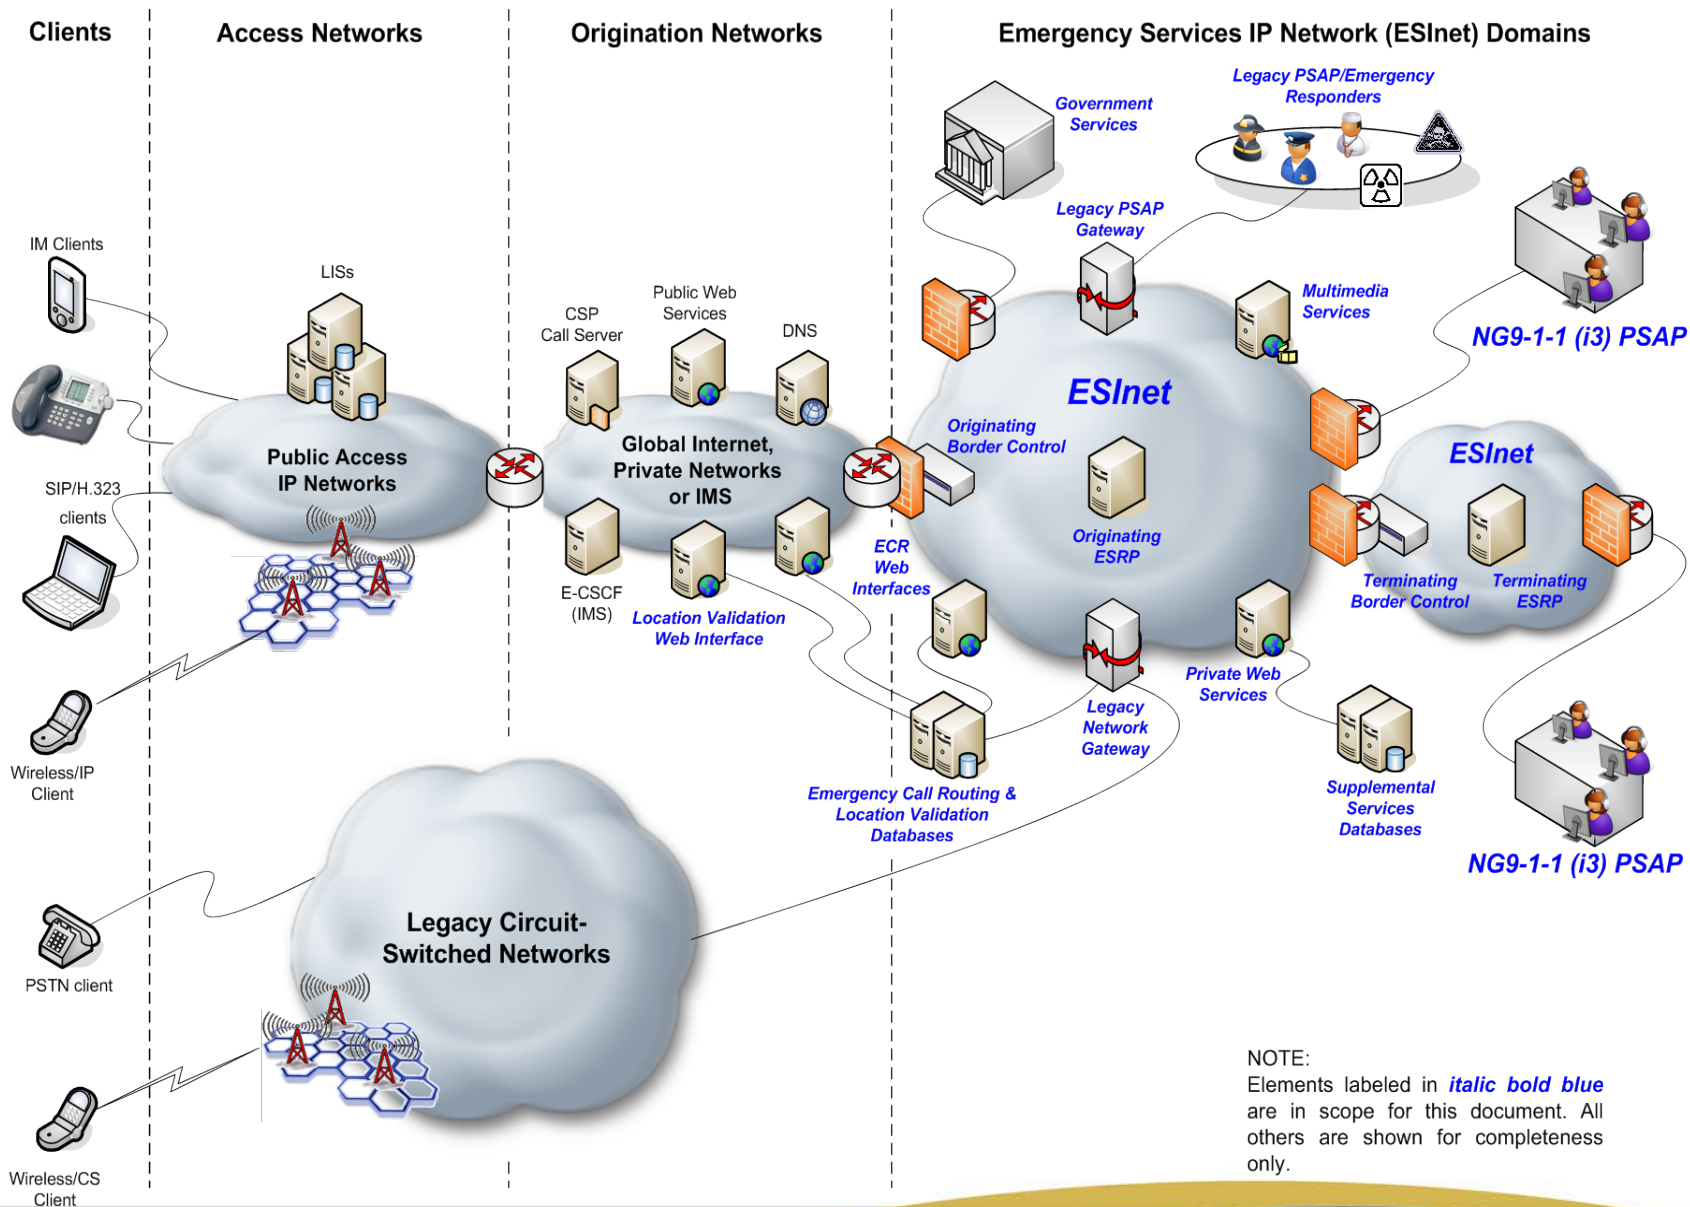 Clients
Access Networks
Origination Networks
Emergency Services IP Network (ESInet) Domains
Legacy PSAP/Emergency
Responders
Government
Services
Legacy PSAP
Gateway
IM Clients
LISs
CSP
Call Server
Public Web
Services
DNS
Multimedia
Services
NG9-1-1 (i3) PSAP
ESInet
Originating
Border Control
Public Access
IP Networks
Global Internet,
Private Networks
or IMS
ESInet
SIP/H.323
clients
Originating
ESRP
ECR
Web
Interfaces
E-CSCF
(IMS)
Location Validation
Web Interface
Terminating
Border Control
Terminating
ESRP
Private Web
Services
Legacy
Network
Gateway
Wireless/IP
Client
Emergency Call Routing &
Location Validation
Databases
Supplemental
Services
Databases
NG9-1-1 (i3) PSAP
Legacy Circuit-
Switched Networks
PSTN client
Wireless/CS
Client
NOTE:
Elements labeled in italic bold blue
are in scope for this document. All
others are shown for completeness
only.